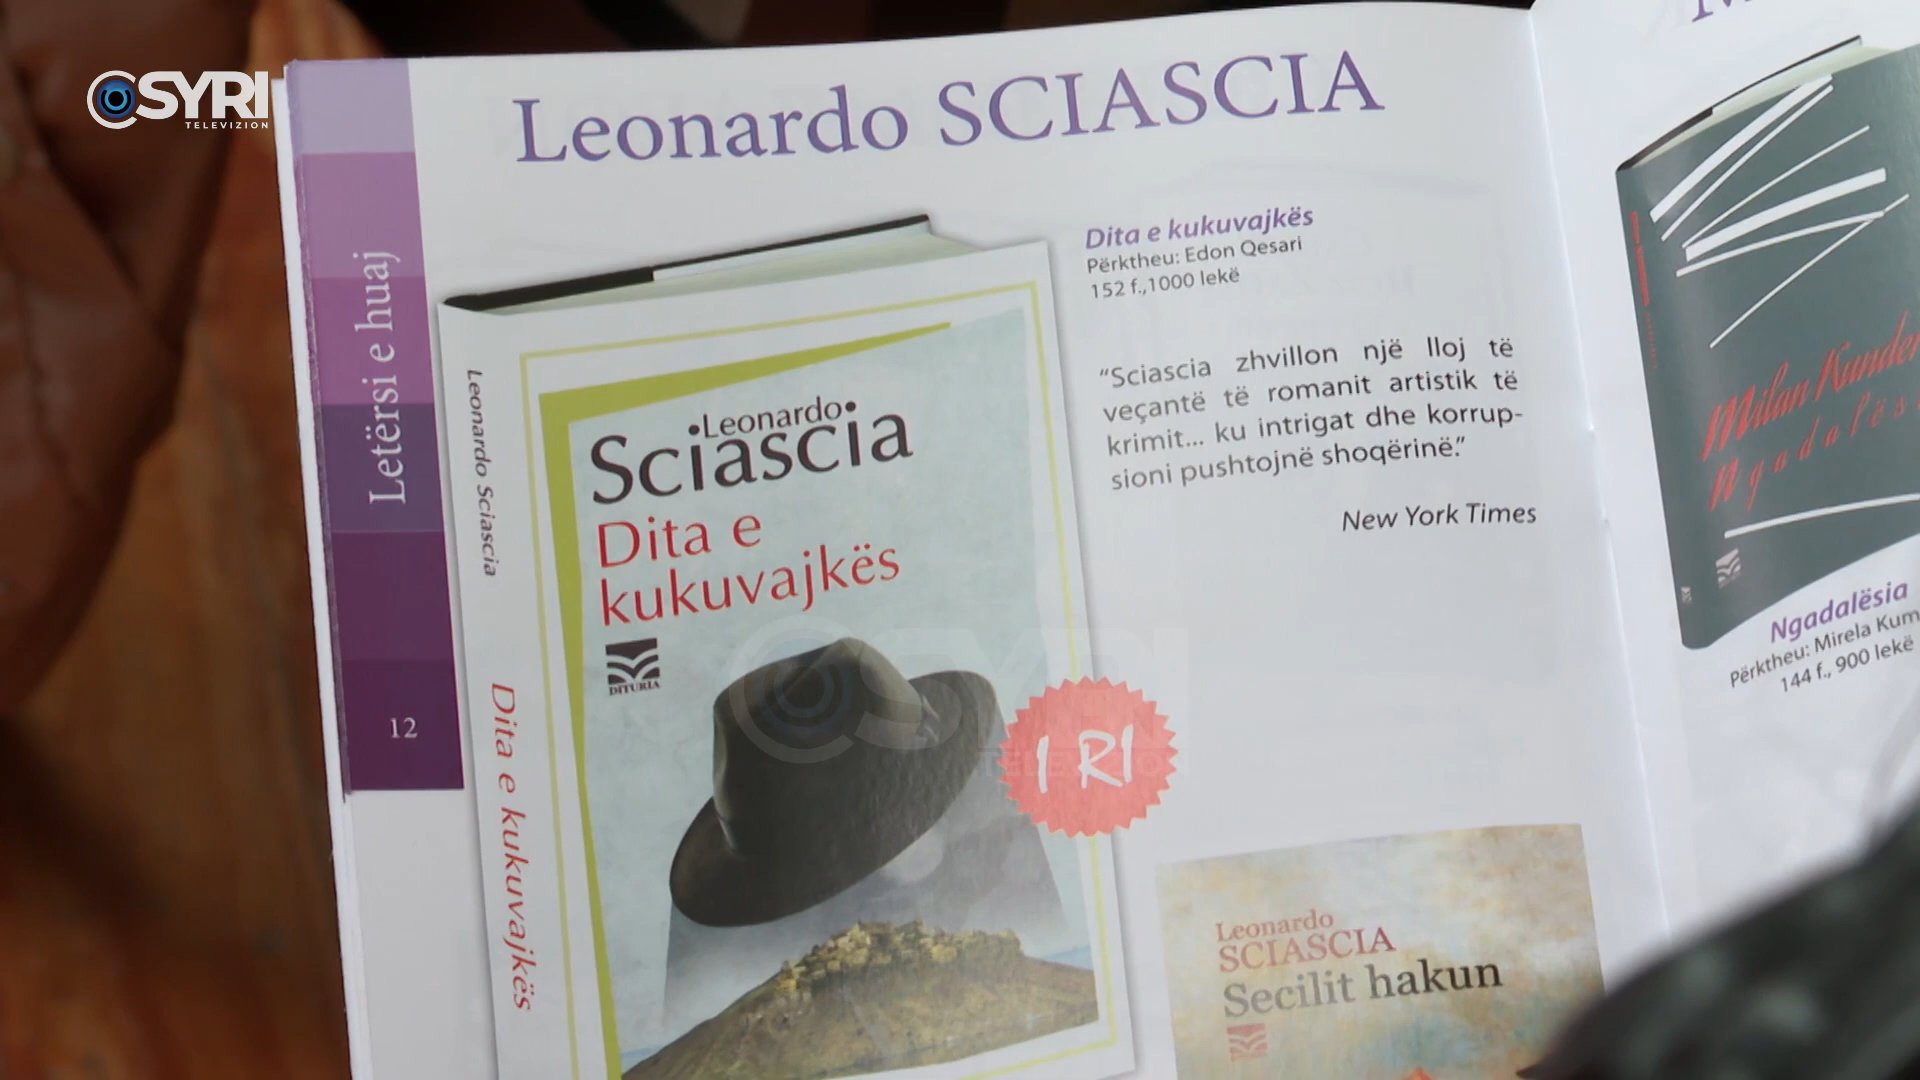 SYRI
TELEVIZION
Leonardo SCIASCIA
Letërsi e huaj
12
Dita e kukuvajkës
Përktheu: Edon Qesari
152 f.,1000 lekë
“Sciascia zhvillon një lloj të
veçantë të romanit artistik të
krimit... ku intrigat dhe korrup-
sioni pushtojnë shoqërinë.”
New York Times
Leonardo Sciascia
Dita e kukuvajkës
Leonardo
Sciascia
Dita e
kukuvajkës
DITURIA
SYRI
I RI
Leonardo
SCIASCIA
Secilit hakun
Milan
Ngadalësia
Përktheu: Mirela
144 f., 900 lekë